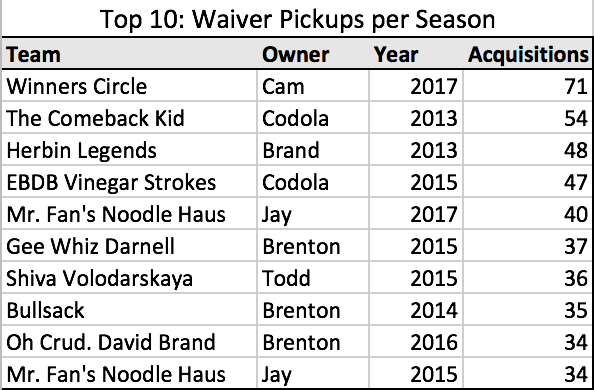 Top 10: Waiver Pickups per Season
Team Owner Year Acquisitions
Winners Circle Cam 2017 71
The Comeback Kid Codola 2013 54
Herbin Legends Brand 2013 48
EBDB Vinegar Strokes Codola 2015 47
Mr. Fan's Noodle Haus Jay 2017 40
Gee Whiz Darnell Brenton 2015 37
Shiva Volodarskaya Todd 2015 36
Bullsack Brenton 2014 35
Oh Crud. David Brand Brenton 2016 34
Mr. Fan's Noodle Haus Jay 2015 34